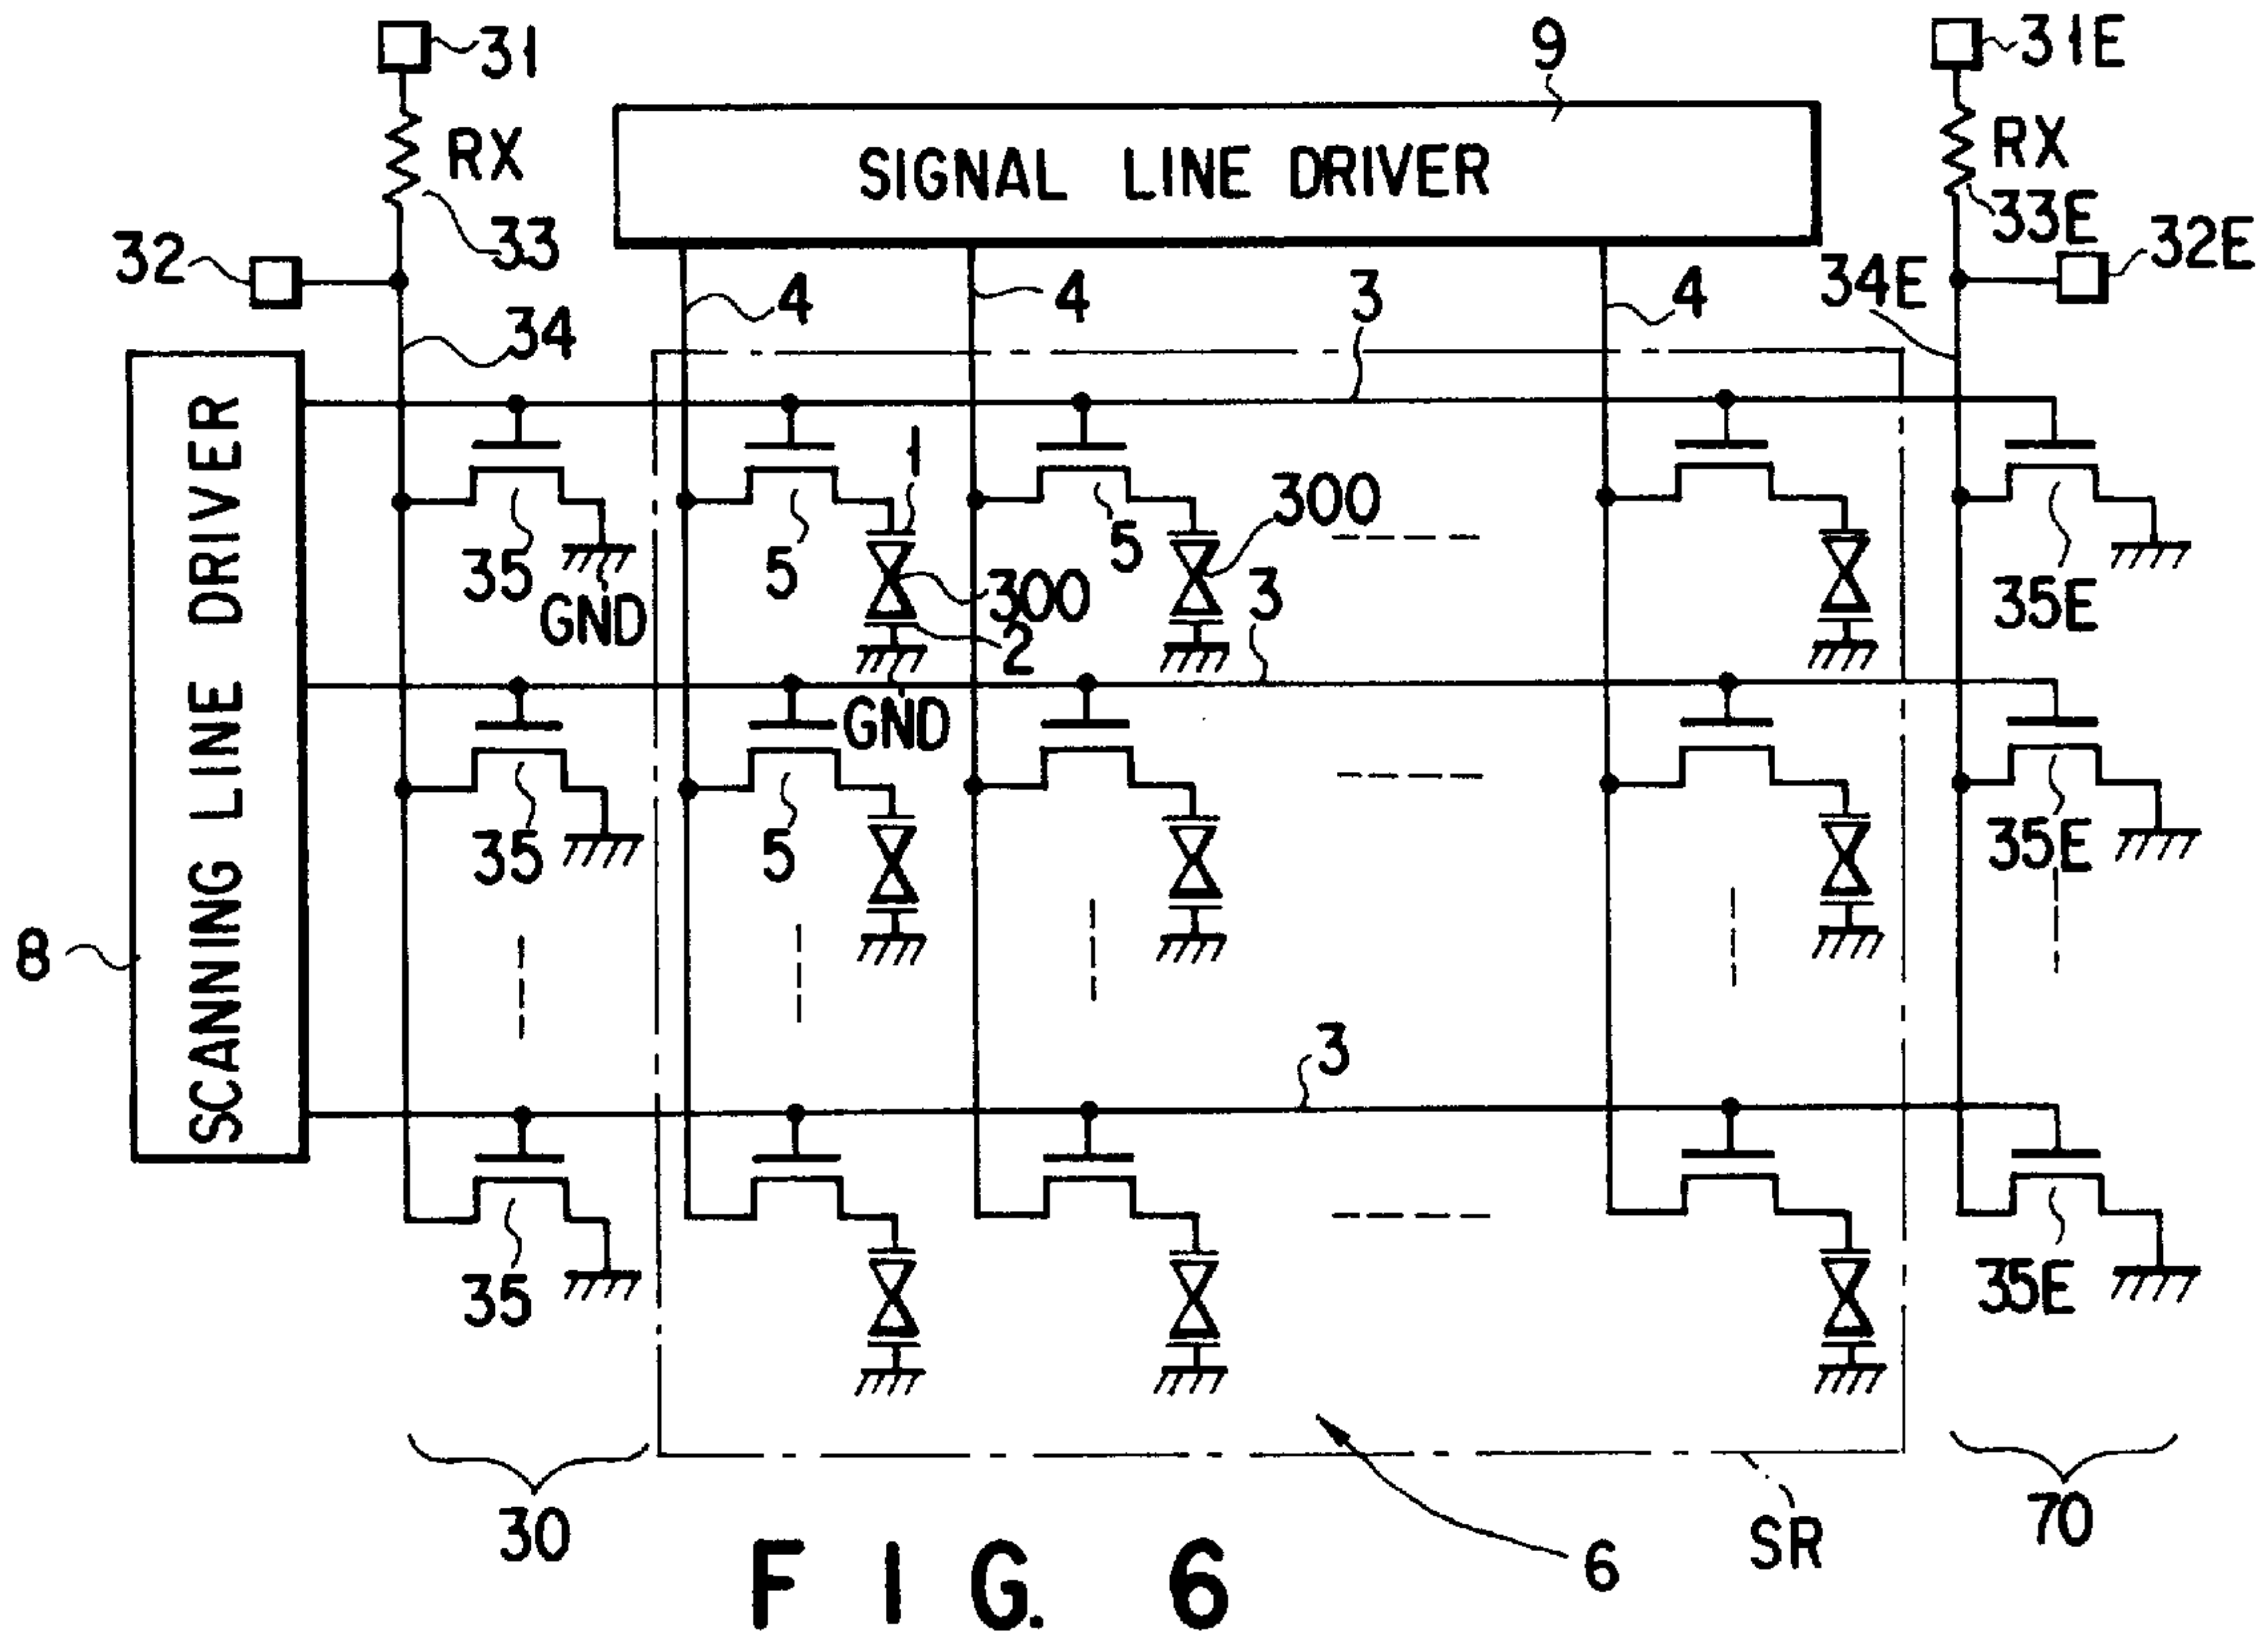 31
9
31E
RX
SIGNAL LINE DRIVER
RX
33
33E
32
32E
34
4
4
3
4
34E
SCANNING LINE DRIVER
1
300
35
5
5
35E
GND
300
3
2
GND
35
5
35E
8
3
35
35E
30
6
SR
70
FIG. 6